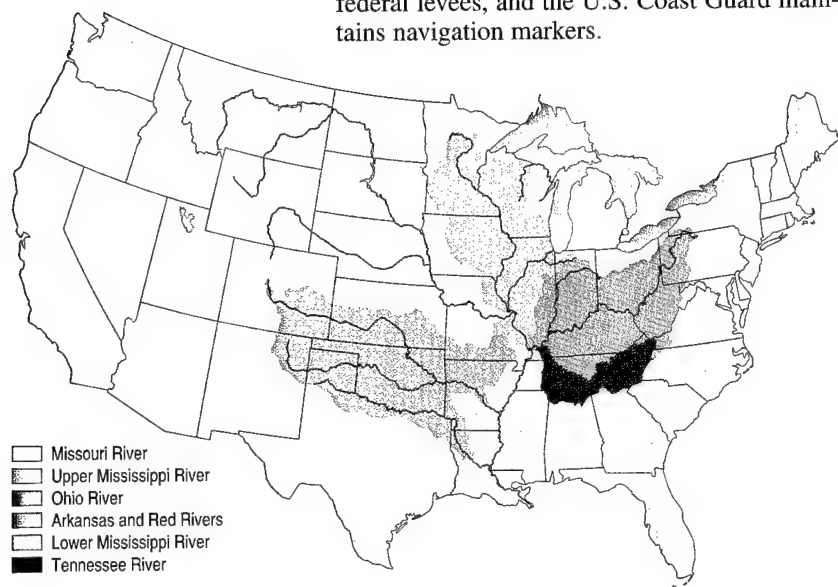 federal levees, and the U.S. Coast Guard main-
tains navigation markers.
Missouri River
Upper Mississippi River
Ohio River
Arkansas and Red Rivers
Lower Mississippi River
Tennessee River